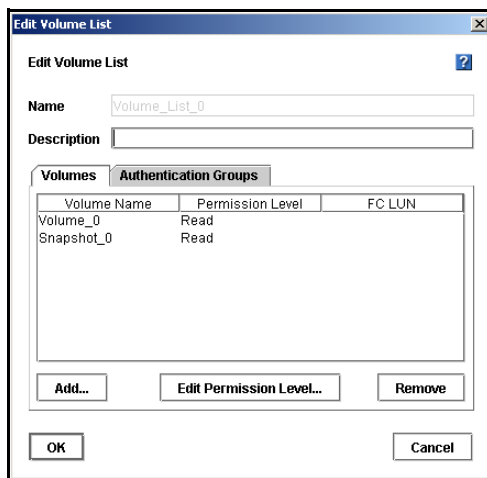 Edit Volume List
Edit Volume List
?
Name Volume_List_0
Description
Volumes Authentication Groups
Volume Name Permission Level FC LUN
Volume_0 Read
Snapshot_0 Read
Add... Edit Permission Level... Remove
OK Cancel